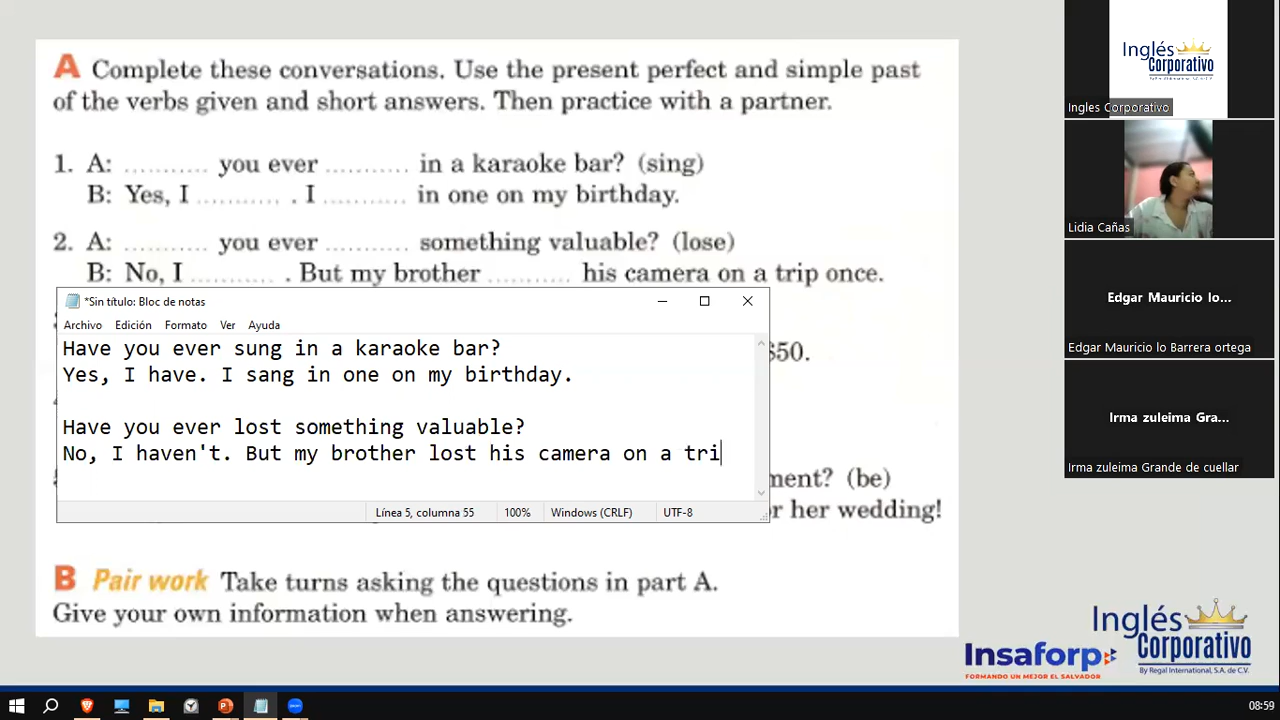 A Complete these conversations. Use the present perfect and simple past
of the verbs given and short answers. Then practice with a partner.
1. A: .......... you ever .......... in a karaoke bar? (sing)
B: Yes, I .......... . I .......... in one on my birthday.
2. A: .......... you ever .......... something valuable? (lose)
B: No, I .......... . But my brother .......... his camera on a trip once.
$50.
ment? (be)
or her wedding!
*Sin título: Bloc de notas
Archivo Edición Formato Ver Ayuda
Have you ever sung in a karaoke bar?
Yes, I have. I sang in one on my birthday.
Have you ever lost something valuable?
No, I haven't. But my brother lost his camera on a tri
Línea 5, columna 55 100% Windows (CRLF) UTF-8
B Pair work Take turns asking the questions in part A.
Give your own information when answering.
Insaforp
FORMANDO UN MEJOR EL SALVADOR
Inglés
Corporativo
By Regal International, S.A. de C.V.
Inglés
Corporativo
Ingles Corporativo
Lidia Cañas
Edgar Mauricio lo...
Edgar Mauricio lo Barrera ortega
Irma zuleima Gra...
Irma zuleima Grande de cuellar
08:59